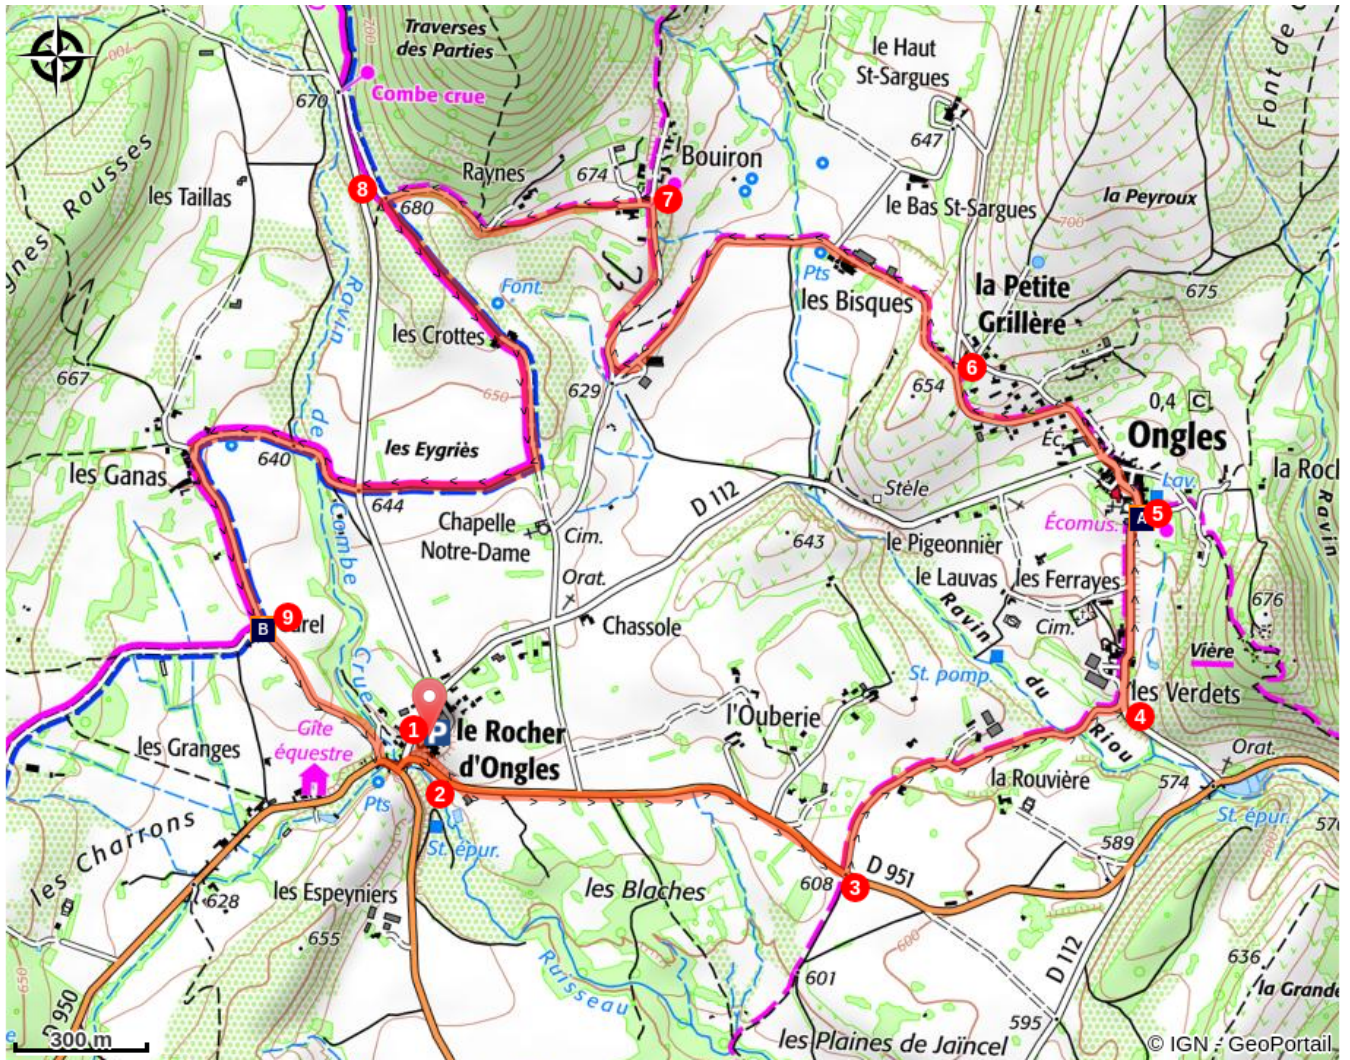 Traverses
des Parties
700
700
le Haut
St-Sargues
Font de
Combe crue
670
647
Rousses
Raynes
674
Bouiron
7
les Taillas
8
680
le Bas St-Sargues
la Peyroux
700
Ravin
Font.
Pts
les Bisques
la Petite
Grillère
675
les Crottes
667
629
650
6
654
0,4 C
Éc.
Ongles
de
640
les Eygriès
les Ganas
la Roch
Lav.
Stèle
D 112
644
Chapelle
Notre-Dame
Cim.
Écomus.
A
5
Ravin
643
le Pigeonnier
Combe
Orat.
le Lauvas
les Ferrayes
676
9
B
Chassole
Ravin
Cim.
Vière
Crue
St. pomp.
du
les Verdets
4
Riou
1
P
le Rocher
d'Ongles
l'Ouberie
Gîte
équestre
les Granges
Orat.
574
la Rouvière
2
Pts
St. épur.
St. épur.
les Charrons
589
D 951
608
3
les Espeyniers
les Blaches
628
600
655
D 112
636
601
Ruisseau
la Grande
650
D 950
595
les Plaines de Jaïncel
300 m
© IGN - GeoPortail